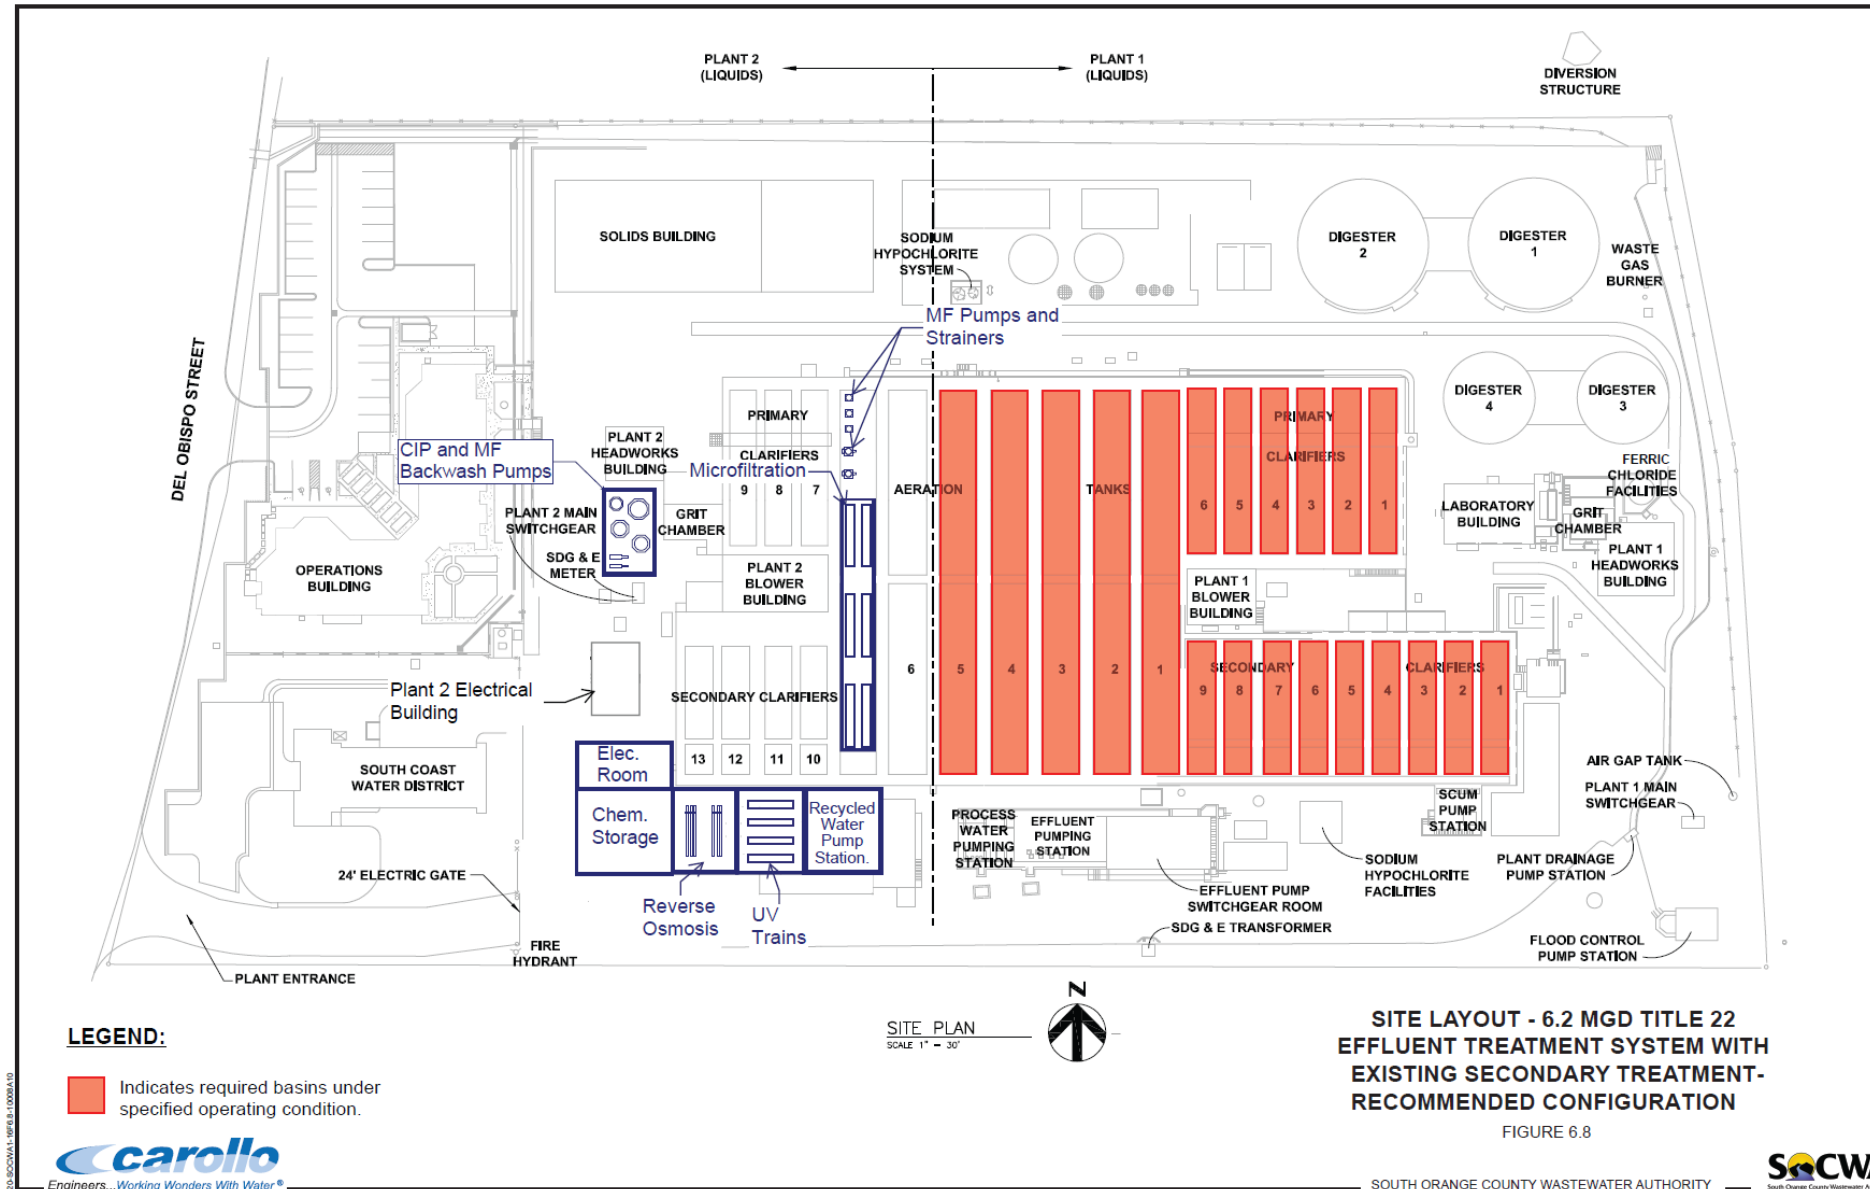 PLANT 2
(LIQUIDS)
PLANT 1
(LIQUIDS)
DIVERSION
STRUCTURE
SOLIDS BUILDING
SODIUM
HYPOCHLORITE
SYSTEM
DIGESTER
2
DIGESTER
1
WASTE
GAS
BURNER
MF Pumps and
Strainers
DEL OBISPO STREET
DIGESTER
4
DIGESTER
3
PRIMARY
CLARIFIERS
9 8 7
PLANT 2
HEADWORKS
BUILDING
CIP and MF
Backwash Pumps
Microfiltration
AERATION
TANKS
PRIMARY
CLARIFIERS
6 5 4 3 2 1
FERRIC
CHLORIDE
FACILITIES
LABORATORY
BUILDING
GRIT
CHAMBER
PLANT 1
HEADWORKS
BUILDING
PLANT 2 MAIN
SWITCHGEAR
GRIT
CHAMBER
SDG & E
METER
OPERATIONS
BUILDING
PLANT 2
BLOWER
BUILDING
PLANT 1
BLOWER
BUILDING
6 5 4 3 2 1
SECONDARY
CLARIFIERS
9 8 7 6 5 4 3 2 1
SECONDARY CLARIFIERS
13 12 11 10
Plant 2 Electrical
Building
Elec.
Room
Chem.
Storage
Recycled
Water
Pump
Station.
Reverse
Osmosis
UV
Trains
SOUTH COAST
WATER DISTRICT
24' ELECTRIC GATE
FIRE
HYDRANT
PLANT ENTRANCE
PROCESS
WATER
PUMPING
STATION
EFFLUENT
PUMPING
STATION
SCUM
PUMP
STATION
AIR GAP TANK
PLANT 1 MAIN
SWITCHGEAR
PLANT DRAINAGE
PUMP STATION
SODIUM
HYPOCHLORITE
FACILITIES
EFFLUENT PUMP
SWITCHGEAR ROOM
SDG & E TRANSFORMER
FLOOD CONTROL
PUMP STATION
N
SITE PLAN
SCALE 1" = 30'
LEGEND:
Indicates required basins under
specified operating condition.
SITE LAYOUT - 6.2 MGD TITLE 22
EFFLUENT TREATMENT SYSTEM WITH
EXISTING SECONDARY TREATMENT-
RECOMMENDED CONFIGURATION
FIGURE 6.8
carollo
Engineers...Working Wonders With Water®
SOUTH ORANGE COUNTY WASTEWATER AUTHORITY
SOCWA
South Orange County Wastewater